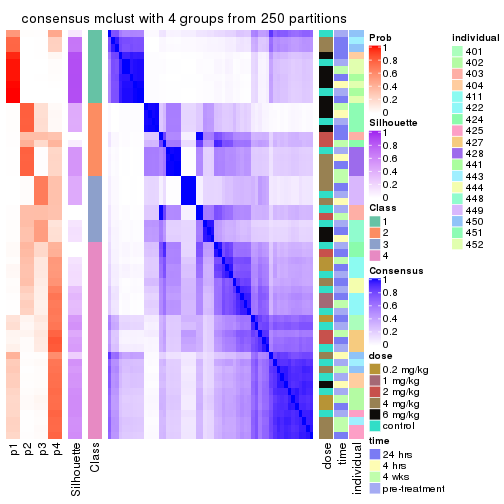 consensus mclust with 4 groups from 250 partitions
Prob
1
0.8
0.6
0.4
0.2
0
Silhouette
1
0.8
0.6
0.4
0.2
0
Class
1
2
3
4
Consensus
1
0.8
0.6
0.4
0.2
0
dose
0.2 mg/kg
1 mg/kg
2 mg/kg
4 mg/kg
6 mg/kg
control
time
24 hrs
4 hrs
4 wks
pre-treatment
individual
401
402
403
404
411
422
424
425
427
428
441
443
444
448
449
450
451
452
p1
p2
p3
p4
Silhouette
Class
dose
time
individual